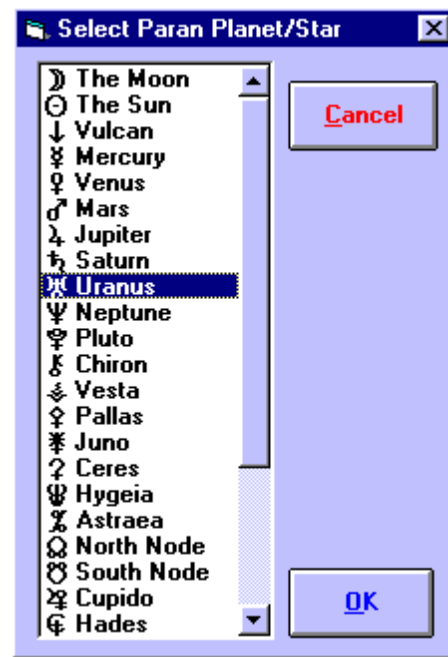 Select Paran Planet/Star
☽ The Moon
☉ The Sun
↓ Vulcan
☿ Mercury
♀ Venus
♂ Mars
♃ Jupiter
♄ Saturn
♅ Uranus
♆ Neptune
⯓ Pluto
⚷ Chiron
⚶ Vesta
⚴ Pallas
⚵ Juno
⚳ Ceres
Hygeia
Astraea
☊ North Node
☋ South Node
Cupido
Hades
Cancel
OK